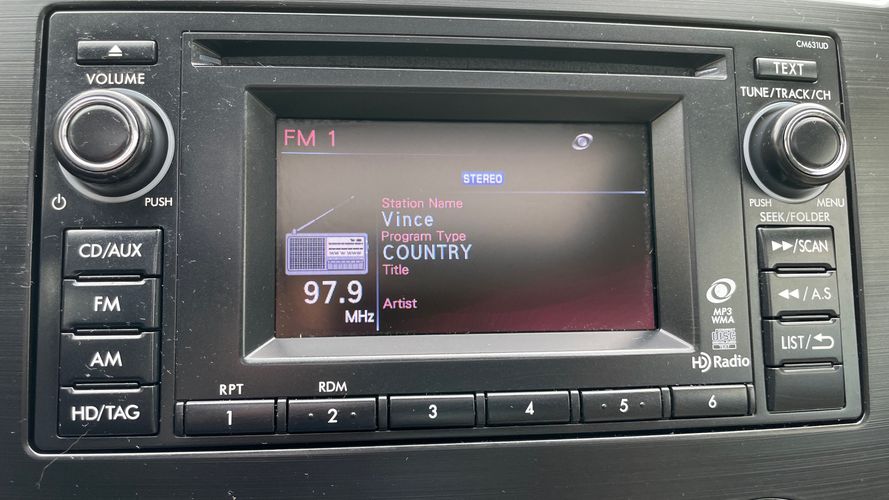 CM631UD
VOLUME
TEXT
TUNE/TRACK/CH
FM 1
STEREO
Station Name
Vince
Program Type
COUNTRY
Title
97.9
MHz
Artist
PUSH
PUSH
MENU
SEEK/FOLDER
CD/AUX
FM
AM
HD/TAG
▶▶/SCAN
◀◀/A.S
LIST/
MP3
WMA
DISC
TEXT
HD Radio
RPT
RDM
1
2
3
4
5
6